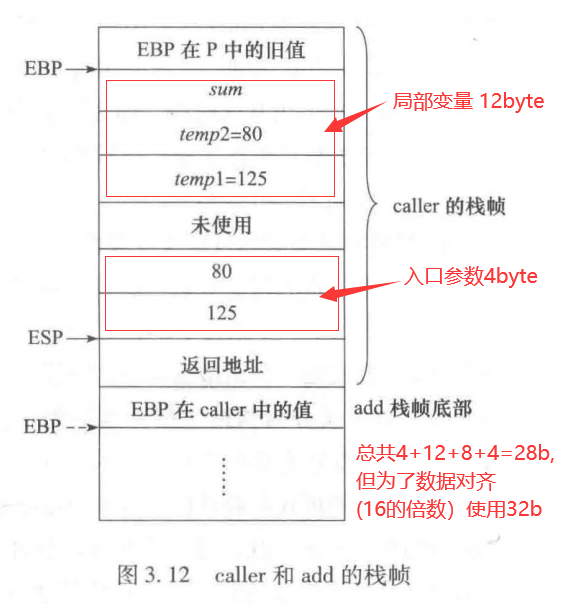 EBP 在 P 中的旧值
EBP
sum
局部变量 12byte
temp2=80
temp1=125
caller 的栈帧
未使用
80
入口参数4byte
125
ESP
返回地址
EBP 在 caller 中的值
add 栈帧底部
EBP
总共4+12+8+4=28b,
但为了数据对齐
(16的倍数）使用32b
图 3.12 caller 和 add 的栈帧